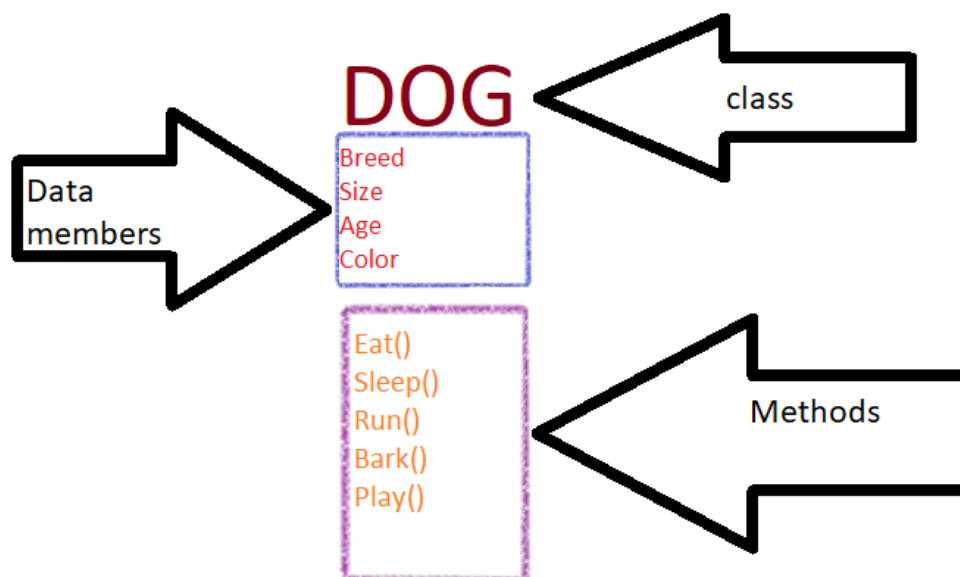 DOG
class
Breed
Size
Age
Color
Data
members
Eat()
Sleep()
Run()
Bark()
Play()
Methods